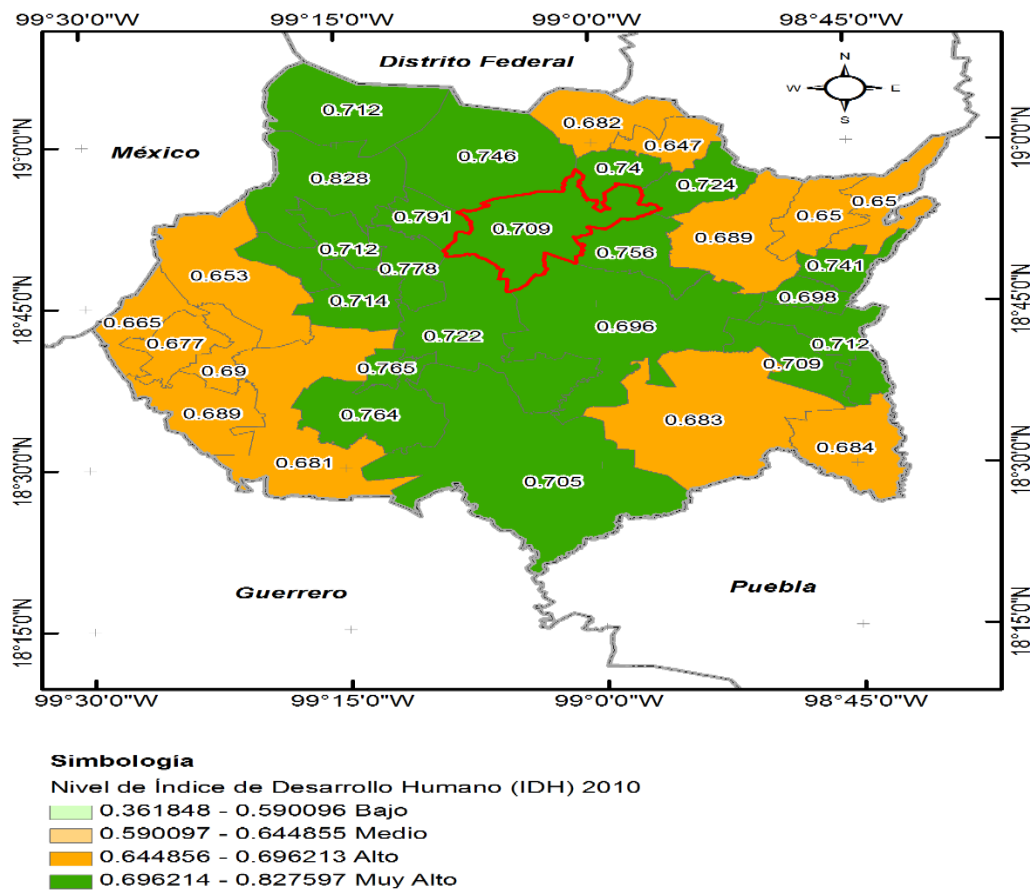 99°30'0"W 99°15'0"W 99°00'0"W 98°45'0"W
Distrito Federal
N
W E
S
19°0'0"N
19°0'0"N
México
0.712
0.682
0.647
0.746
0.74
0.828
0.724
0.65
0.65
0.791
0.709
0.689
0.712
0.756
0.741
0.778
0.653
0.698
0.714
18°45'0"N
18°45'0"N
0.665
0.722
0.696
0.677
0.712
0.765
0.709
0.69
0.689
0.764
0.683
0.684
0.681
18°30'0"N
18°30'0"N
0.705
Guerrero
Puebla
18°15'0"N
18°15'0"N
99°30'0"W 99°15'0"W 99°0'0"W 98°45'0"W
Simbología
Nivel de Índice de Desarrollo Humano (IDH) 2010
0.361848 - 0.590096 Bajo
0.590097 - 0.644855 Medio
0.644856 - 0.696213 Alto
0.696214 - 0.827597 Muy Alto